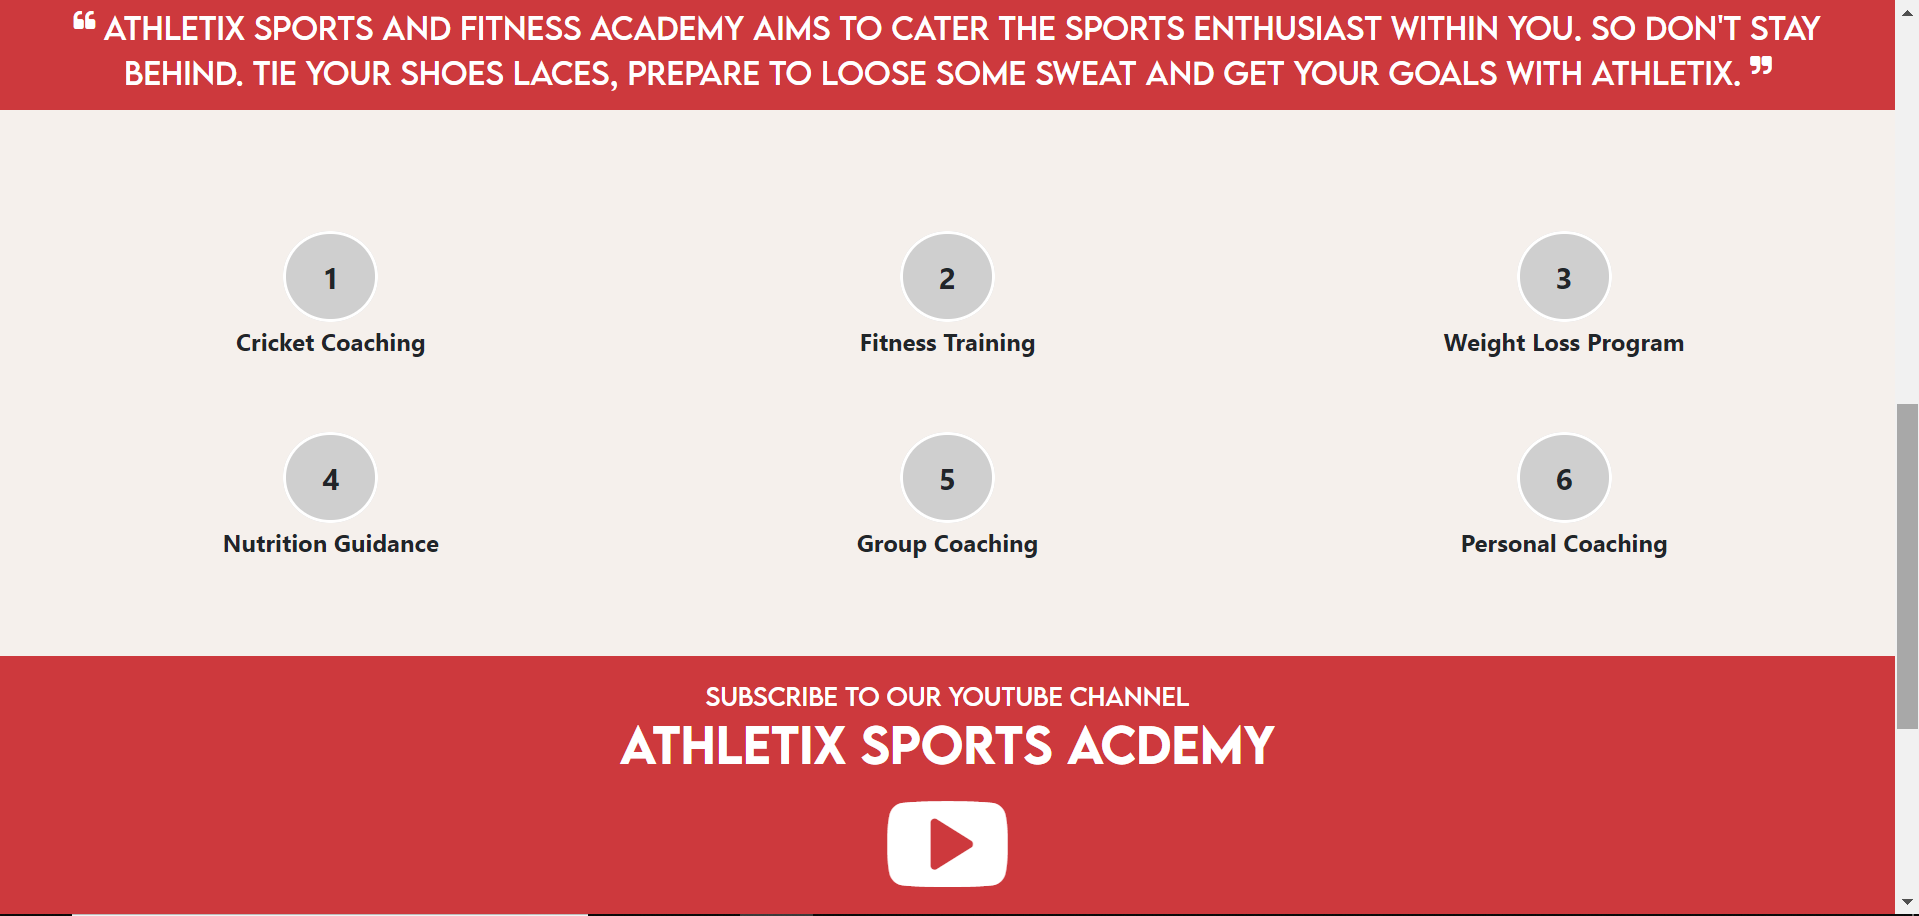 ❝ ATHLETIX SPORTS AND FITNESS ACADEMY AIMS TO CATER THE SPORTS ENTHUSIAST WITHIN YOU. SO DON'T STAY
BEHIND. TIE YOUR SHOES LACES, PREPARE TO LOOSE SOME SWEAT AND GET YOUR GOALS WITH ATHLETIX. ❞
1
Cricket Coaching
2
Fitness Training
3
Weight Loss Program
4
Nutrition Guidance
5
Group Coaching
6
Personal Coaching
SUBSCRIBE TO OUR YOUTUBE CHANNEL
ATHLETIX SPORTS ACDEMY